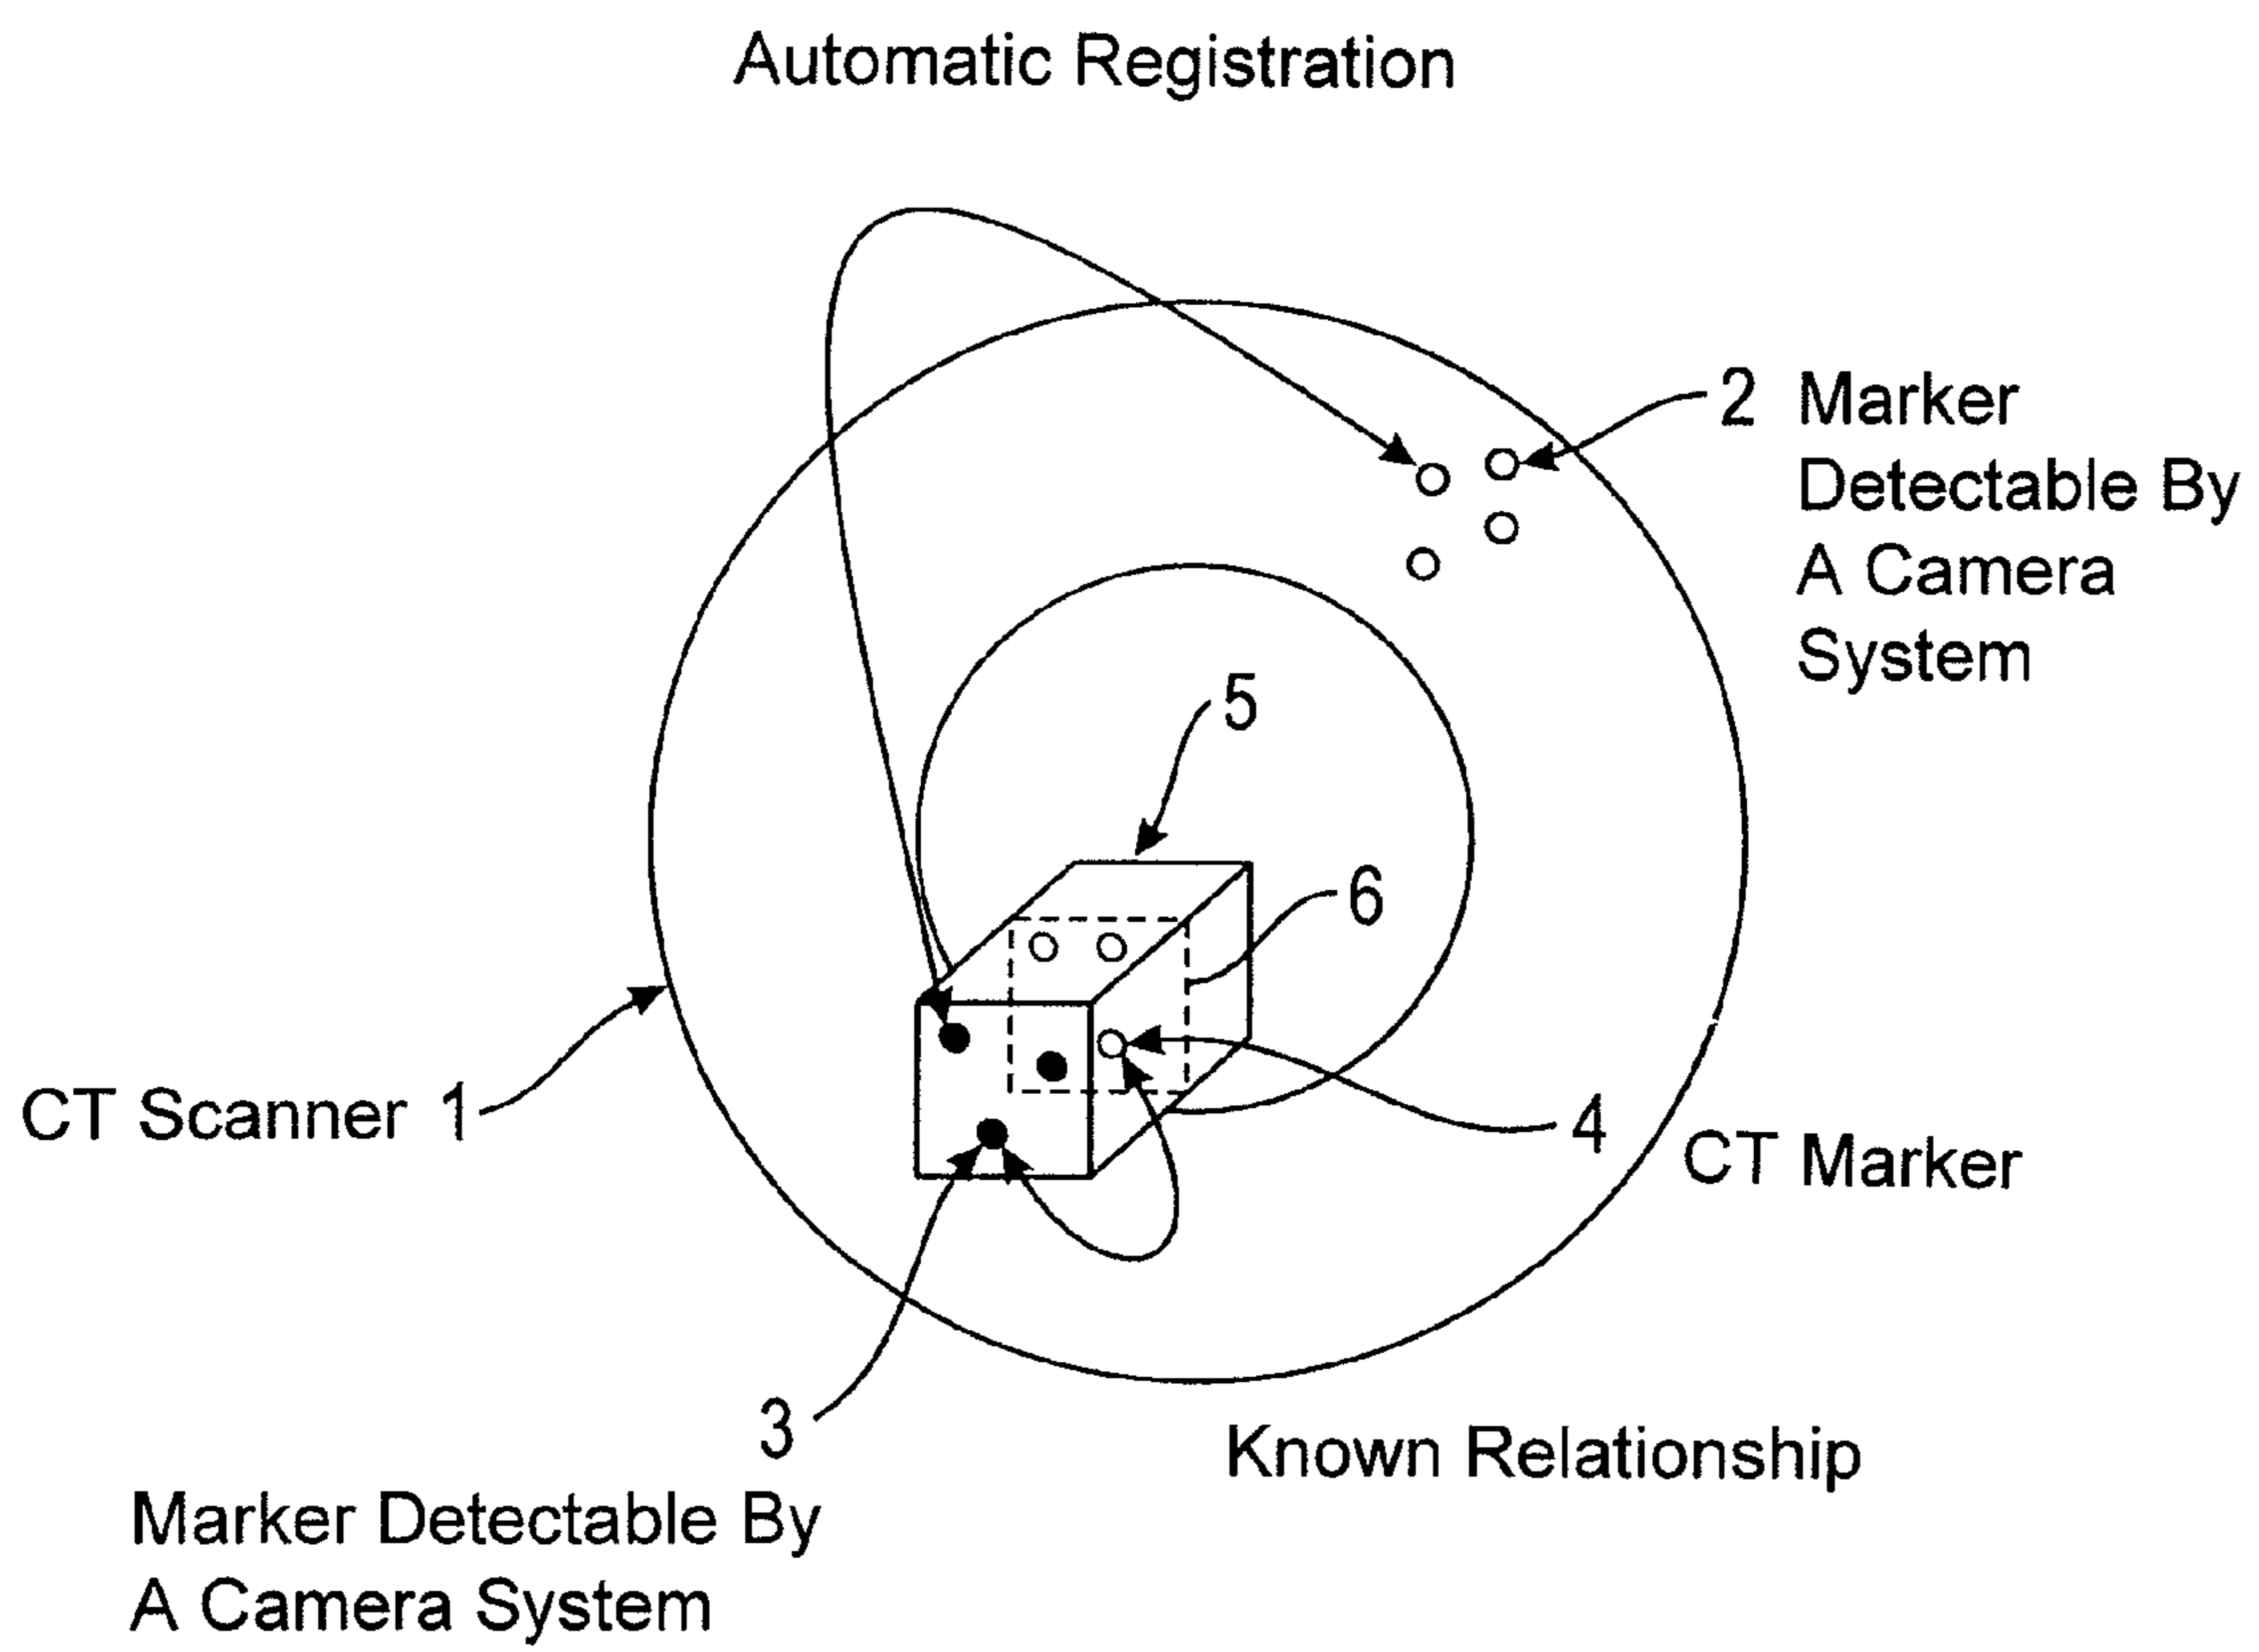 Automatic Registration
2 Marker
Detectable By
A Camera
System
5
6
CT Scanner 1
4
CT Marker
3
Known Relationship
Marker Detectable By
A Camera System